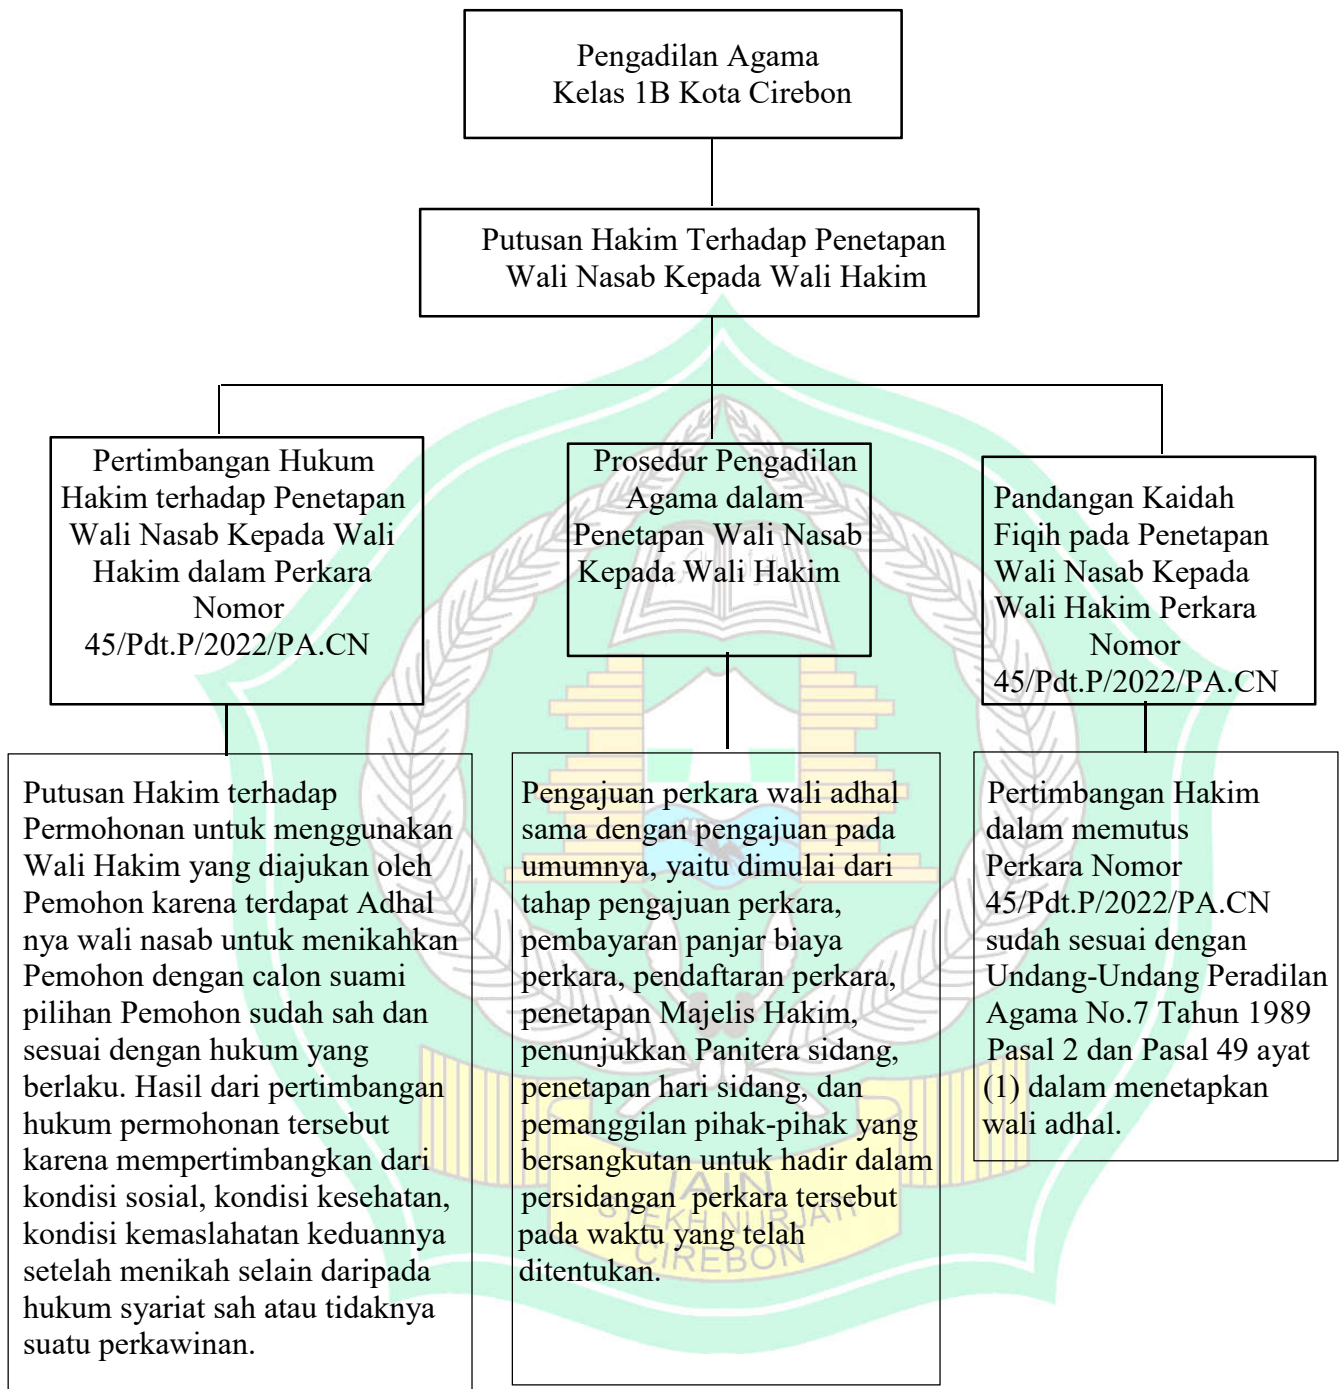 Pengadilan Agama
Kelas 1B Kota Cirebon
Putusan Hakim Terhadap Penetapan
Wali Nasab Kepada Wali Hakim
Pertimbangan Hukum
Hakim terhadap Penetapan
Wali Nasab Kepada Wali
Hakim dalam Perkara
Nomor
45/Pdt.P/2022/PA.CN
Prosedur Pengadilan
Agama dalam
Penetapan Wali Nasab
Kepada Wali Hakim
Pandangan Kaidah
Fiqih pada Penetapan
Wali Nasab Kepada
Wali Hakim Perkara
Nomor
45/Pdt.P/2022/PA.CN
Putusan Hakim terhadap
Permohonan untuk menggunakan
Wali Hakim yang diajukan oleh
Pemohon karena terdapat Adhal
nya wali nasab untuk menikahkan
Pemohon dengan calon suami
pilihan Pemohon sudah sah dan
sesuai dengan hukum yang
berlaku. Hasil dari pertimbangan
hukum permohonan tersebut
karena mempertimbangkan dari
kondisi sosial, kondisi kesehatan,
kondisi kemaslahatan keduannya
setelah menikah selain daripada
hukum syariat sah atau tidaknya
suatu perkawinan.
Pengajuan perkara wali adhal
sama dengan pengajuan pada
umumnya, yaitu dimulai dari
tahap pengajuan perkara,
pembayaran panjar biaya
perkara, pendaftaran perkara,
penetapan Majelis Hakim,
penunjukkan Panitera sidang,
penetapan hari sidang, dan
pemanggilan pihak-pihak yang
bersangkutan untuk hadir dalam
persidangan perkara tersebut
pada waktu yang telah
ditentukan.
Pertimbangan Hakim
dalam memutus
Perkara Nomor
45/Pdt.P/2022/PA.CN
sudah sesuai dengan
Undang-Undang Peradilan
Agama No.7 Tahun 1989
Pasal 2 dan Pasal 49 ayat
(1) dalam menetapkan
wali adhal.
IAIN
SYEKH NURJATI
CIREBON